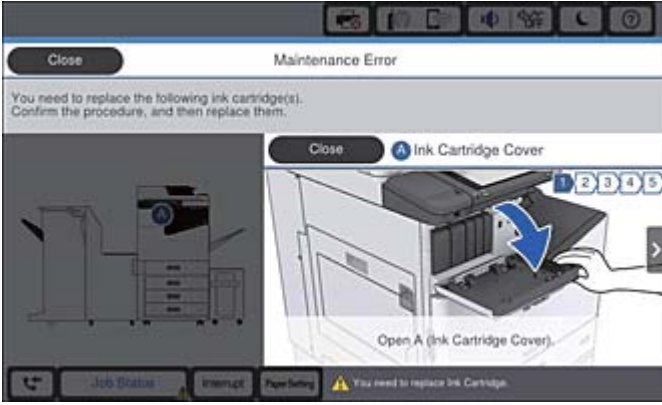 OFF
Close
Maintenance Error
You need to replace the following ink cartridge(s).
Confirm the procedure, and then replace them.
Close
A Ink Cartridge Cover
1 2 3 4 5
A
Open A (Ink Cartridge Cover).
Job Status
Interrupt
Paper Setting
You need to replace Ink Cartridge.